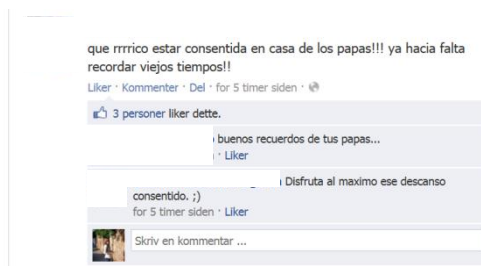 que rrrrico estar consentida en casa de los papas!!! ya hacia falta
recordar viejos tiempos!!
Liker · Kommenter · Del · for 5 timer siden ·
3 personer liker dette.
buenos recuerdos de tus papas...
· Liker
Disfruta al maximo ese descanso
consentido. ;)
for 5 timer siden · Liker
Skriv en kommentar ...